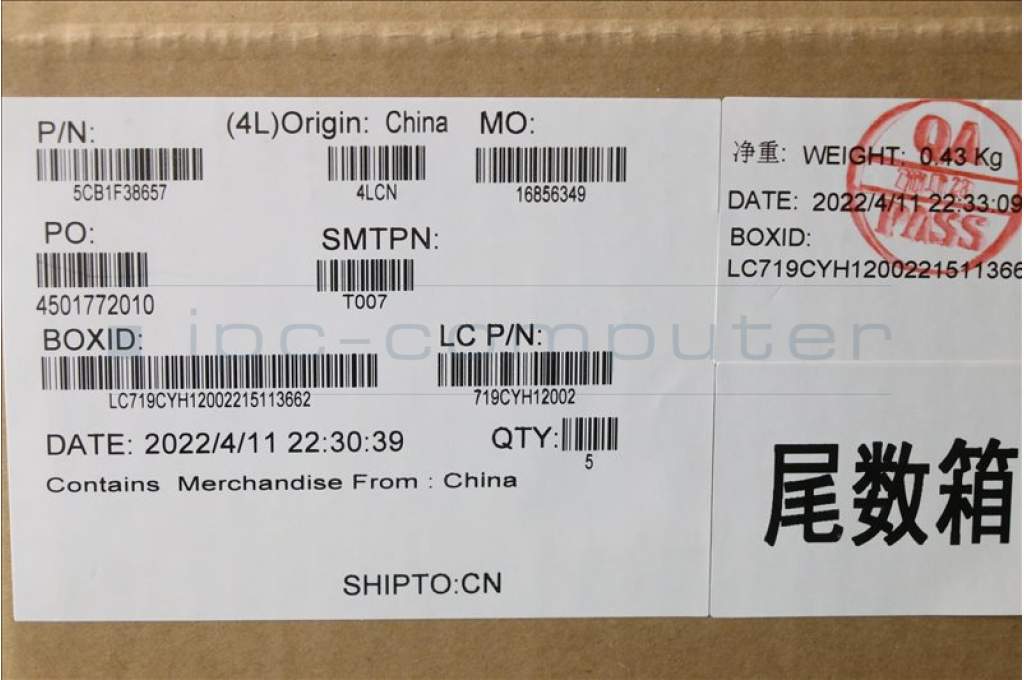 P/N:
5CB1F38657
(4L)Origin: China
4LCN
MO:
16856349
PO:
4501772010
SMTPN:
T007
BOXID:
LC719CYH12002215113662
LC P/N:
719CYH12002
DATE: 2022/4/11 22:30:39
QTY:
5
Contains Merchandise From : China
SHIPTO:CN
净重: WEIGHT: 0.43 Kg
DATE: 2022/4/11 22:33:09
BOXID:
LC719CYH1200221511366
QA
PASS
尾数箱
ipc-computer